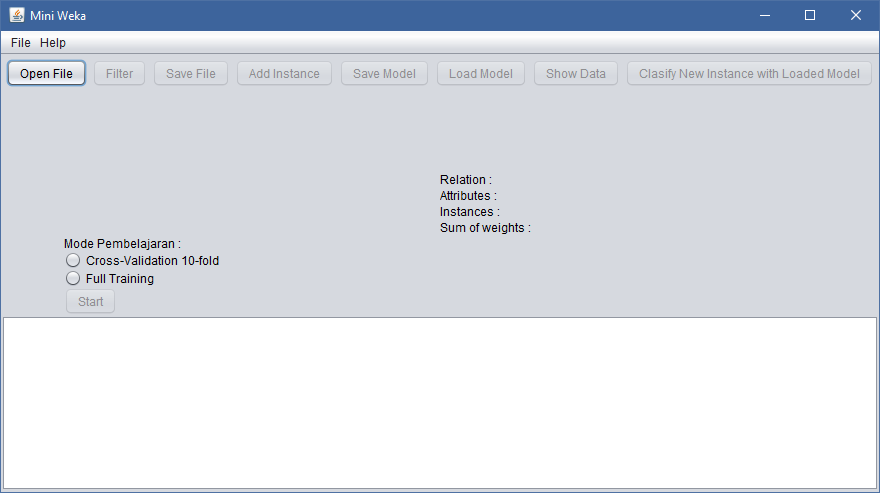 Mini Weka
File Help
Open File Filter Save File Add Instance Save Model Load Model Show Data Clasify New Instance with Loaded Model
Relation :
Attributes :
Instances :
Sum of weights :
Mode Pembelajaran :
Cross-Validation 10-fold
Full Training
Start